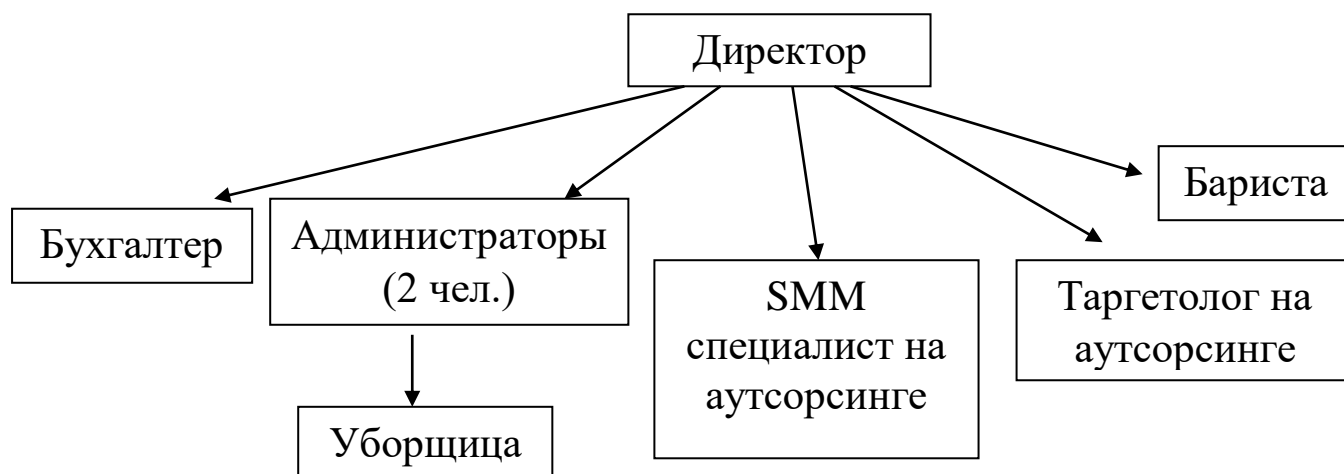 Директор
Бариста
Бухгалтер
Администраторы
(2 чел.)
SMM
специалист на
аутсорсинге
Таргетолог на
аутсорсинге
Уборщица